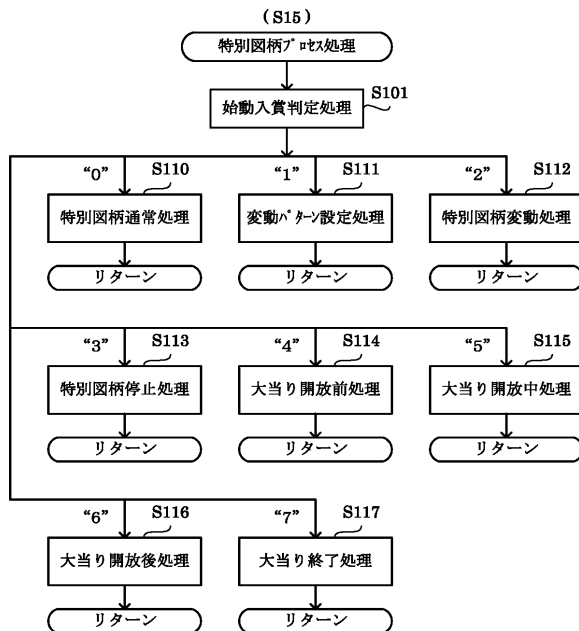 (S15)
特別図柄ﾌﾟﾛｾｽ処理
始動入賞判定処理
S101
“0”
S110
“1”
S111
“2”
S112
特別図柄通常処理
変動ﾊﾟﾀｰﾝ設定処理
特別図柄変動処理
リターン
リターン
リターン
“3”
S113
“4”
S114
“5”
S115
特別図柄停止処理
大当り開放前処理
大当り開放中処理
リターン
リターン
リターン
“6”
S116
“7”
S117
大当り開放後処理
大当り終了処理
リターン
リターン